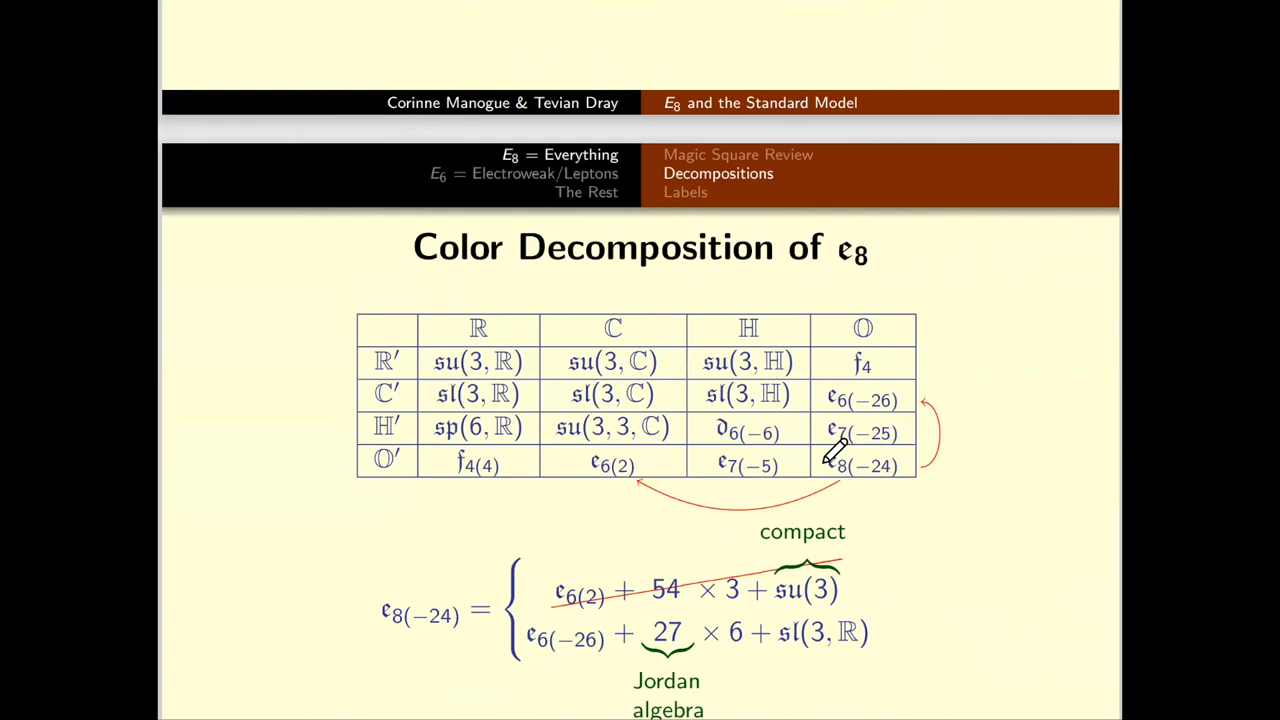 Corinne Manogue & Tevian Dray E₈ and the Standard Model
E₈ = Everything Magic Square Review
E₆ = Electroweak/Leptons Decompositions
The Rest Labels
Color Decomposition of 𝔢₈
ℝ ℂ ℍ 𝕆
ℝ′ 𝔰𝔲(3, ℝ) 𝔰𝔲(3, ℂ) 𝔰𝔲(3, ℍ) 𝔣₄
ℂ′ 𝔰𝔩(3, ℝ) 𝔰𝔩(3, ℂ) 𝔰𝔩(3, ℍ) 𝔢₆₍₋₂₆₎
ℍ′ 𝔰𝔭(6, ℝ) 𝔰𝔲(3, 3, ℂ) 𝔡₆₍₋₆₎ 𝔢₇₍₋₂₅₎
𝕆′ 𝔣₄₍₄₎ 𝔢₆₍₂₎ 𝔢₇₍₋₅₎ 𝔢₈₍₋₂₄₎
compact
𝔢₆₍₂₎ + 54 × 3 + 𝔰𝔲(3)
𝔢₈₍₋₂₄₎ =
𝔢₆₍₋₂₆₎ + 27 × 6 + 𝔰𝔩(3, ℝ)
Jordan
algebra